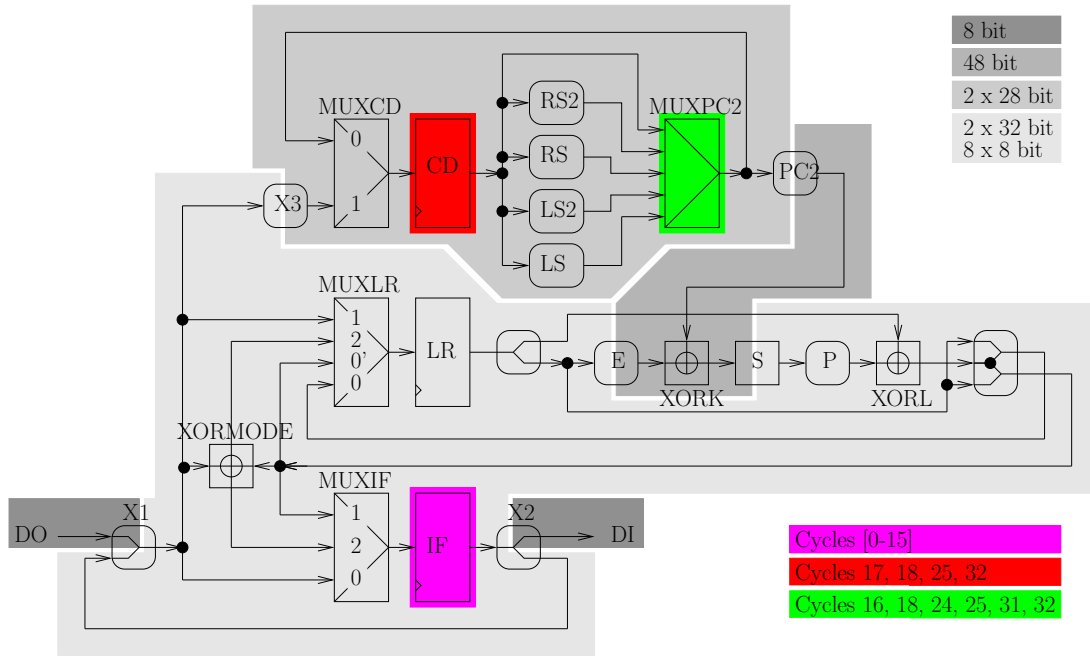 8 bit
48 bit
2 x 28 bit
2 x 32 bit
8 x 8 bit
MUXCD
MUXPC2
RS2
0
CD
RS
PC2
X3
1
LS2
LS
MUXLR
1
2
0'
0
LR
E
S
P
XORK
XORL
XORMODE
MUXIF
X1
1
X2
DO
2
IF
DI
0
Cycles [0-15]
Cycles 17, 18, 25, 32
Cycles 16, 18, 24, 25, 31, 32